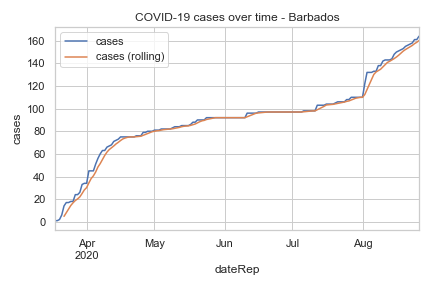 COVID-19 cases over time - Barbados
cases
cases (rolling)
160
140
120
100
80
60
40
20
0
cases
Apr
2020
May
Jun
Jul
Aug
dateRep